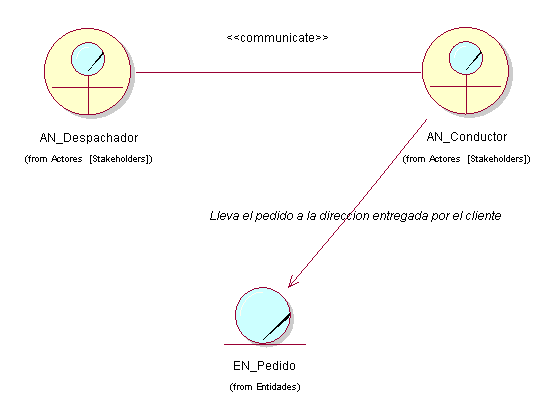 <<communicate>>
AN_Despachador
(from Actores [Stakeholders])
AN_Conductor
(from Actores [Stakeholders])
Lleva el pedido a la direccion entregada por el cliente
EN_Pedido
(from Entidades)